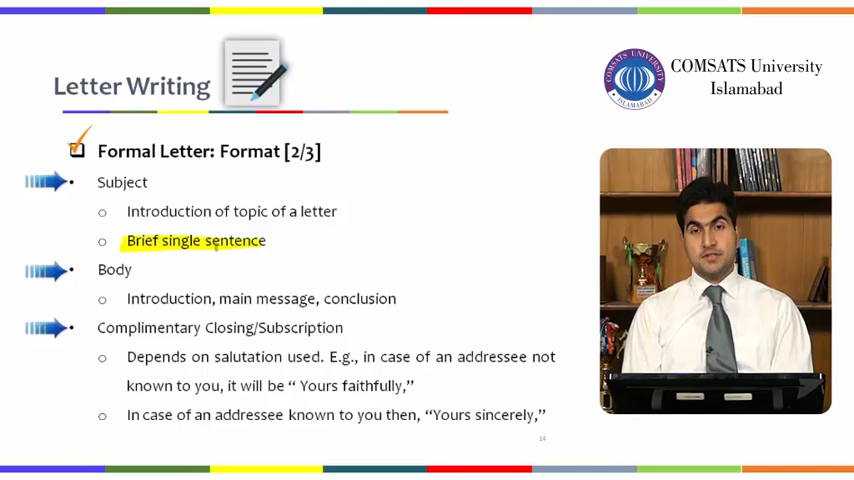 Letter Writing
COMSATS University
Islamabad
COMSATS UNIVERSITY
ISLAMABAD
Formal Letter: Format [2/3]
• Subject
o Introduction of topic of a letter
o Brief single sentence
• Body
o Introduction, main message, conclusion
• Complimentary Closing/Subscription
o Depends on salutation used. E.g., in case of an addressee not
known to you, it will be “ Yours faithfully,”
o In case of an addressee known to you then, “Yours sincerely,”
14